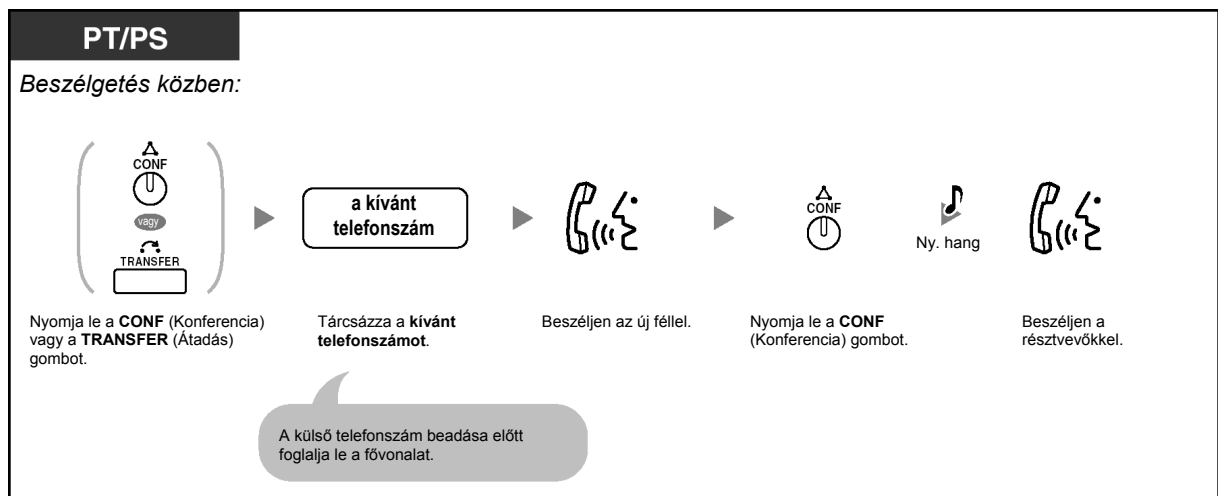 PT/PS
Beszélgetés közben:
CONF
vagy
TRANSFER
a kívánt
telefonszám
CONF
Ny. hang
Nyomja le a CONF (Konferencia)
vagy a TRANSFER (Átadás)
gombot.
Tárcsázza a kívánt
telefonszámot.
Beszéljen az új féllel.
Nyomja le a CONF
(Konferencia) gombot.
Beszéljen a
résztvevőkkel.
A külső telefonszám beadása előtt
foglalja le a fővonalat.